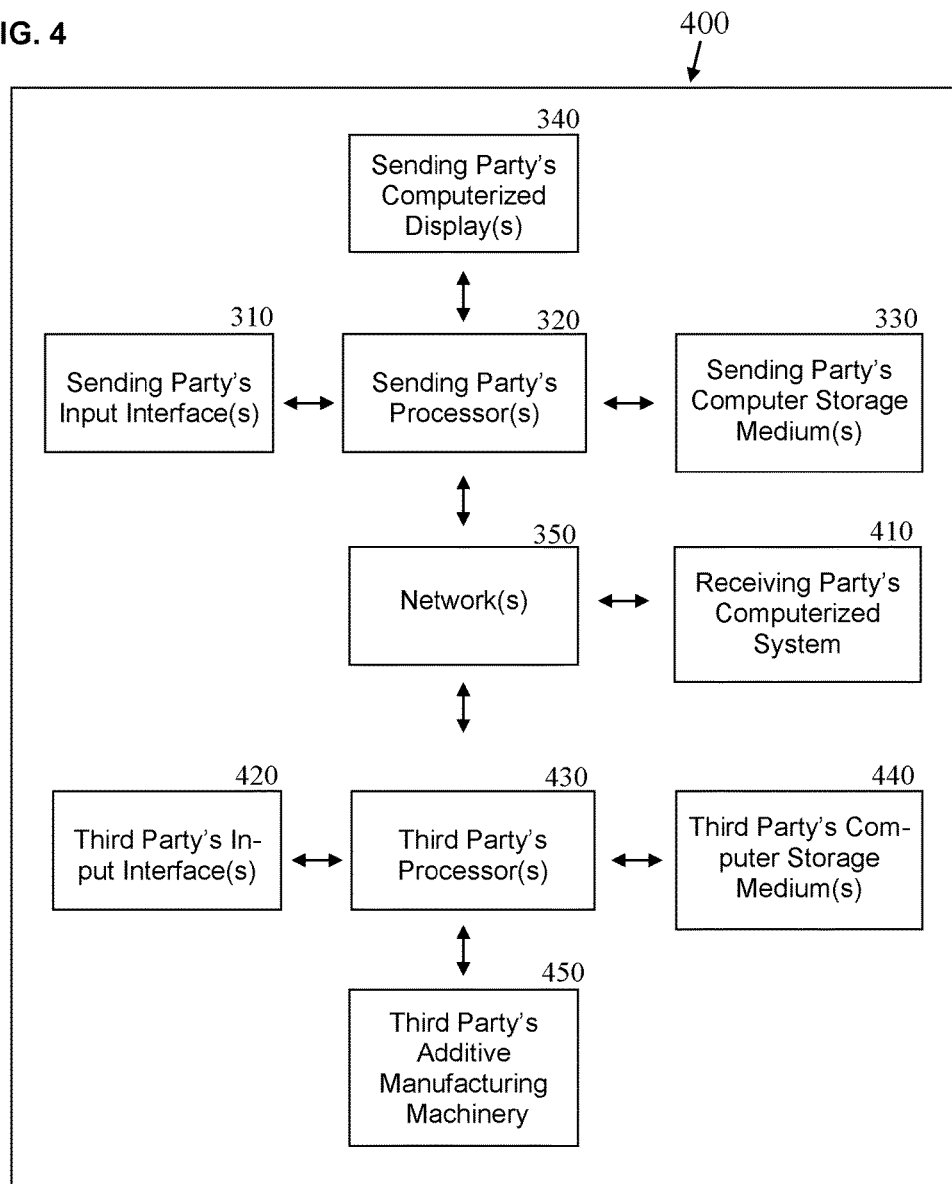 IG. 4
400
340
Sending Party's
Computerized
Display(s)
310
Sending Party's
Input Interface(s)
320
Sending Party's
Processor(s)
330
Sending Party's
Computer Storage
Medium(s)
350
Network(s)
410
Receiving Party's
Computerized
System
420
Third Party's In-
put Interface(s)
430
Third Party's
Processor(s)
440
Third Party's Com-
puter Storage
Medium(s)
450
Third Party's
Additive
Manufacturing
Machinery